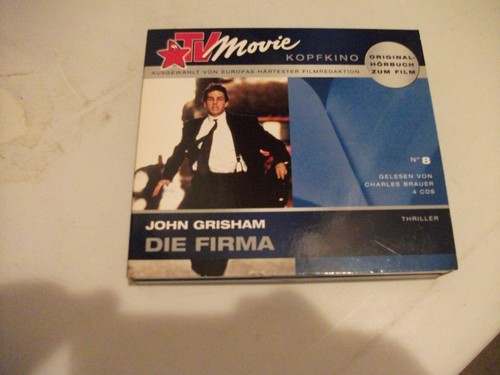 TV Movie
KOPFKINO
AUSGEWÄHLT VON EUROPAS HÄRTESTER FILMREDAKTION
ORIGINAL-
HÖRBUCH
ZUM FILM
N° 8
GELESEN VON
CHARLES BRAUER
4 CDS
THRILLER
JOHN GRISHAM
DIE FIRMA